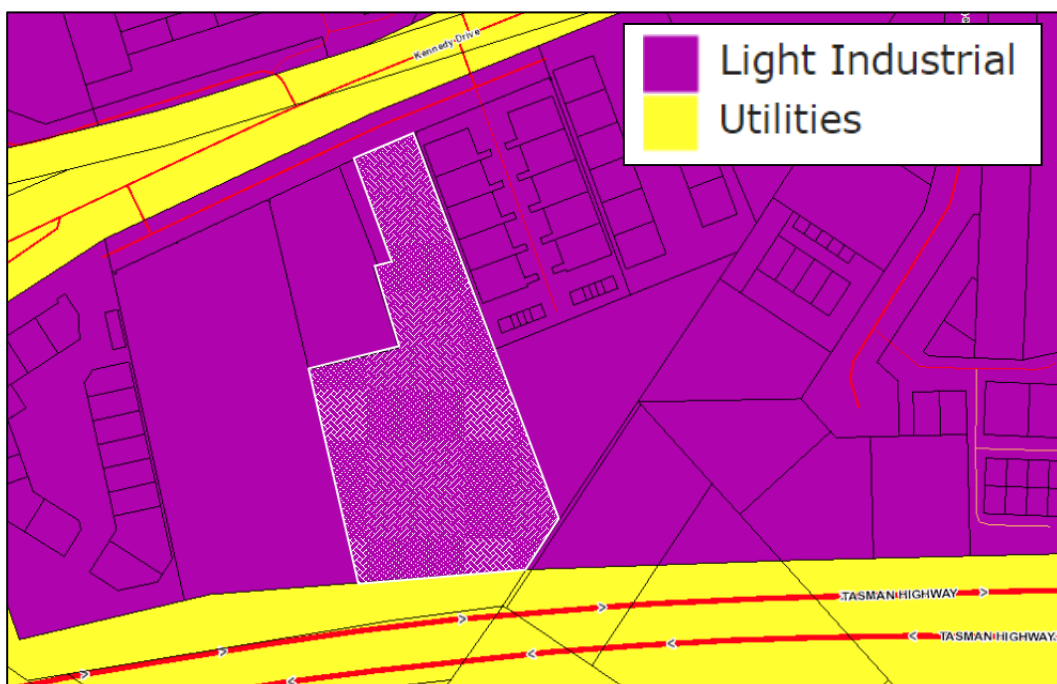 Kennedy Drive
Light Industrial
Utilities
TASMAN HIGHWAY
TASMAN HIGHWAY